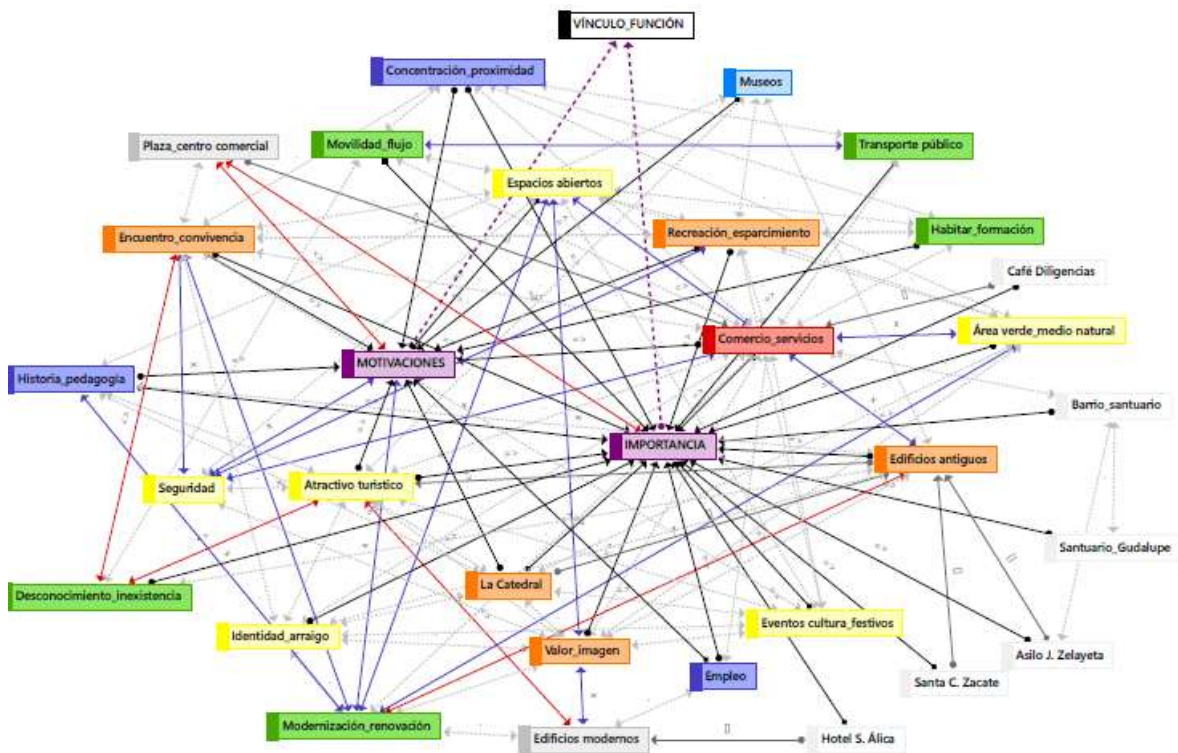 VÍNCULO_FUNCIÓN
Concentración_proximidad
Museos
Plaza_centro comercial
Movilidad_flujo
Transporte público
Espacios abiertos
Encuentro_convivencia
Recreación_esparcimiento
Habitar_formación
Café Diligencias
Comercio_servicios
Área verde_medio natural
MOTIVACIONES
Historia_pedagogía
Barrio_santuario
IMPORTANCIA
Edificios antiguos
Seguridad
Atractivo turístico
Santuario_Gudalupe
La Catedral
Desconocimiento_inexistencia
Eventos cultura_festivos
Identidad_arraigo
Valor_imagen
Asilo J. Zelayeta
Empleo
Santa C. Zacate
Modernización_renovación
Edificios modernos
Hotel S. Álica